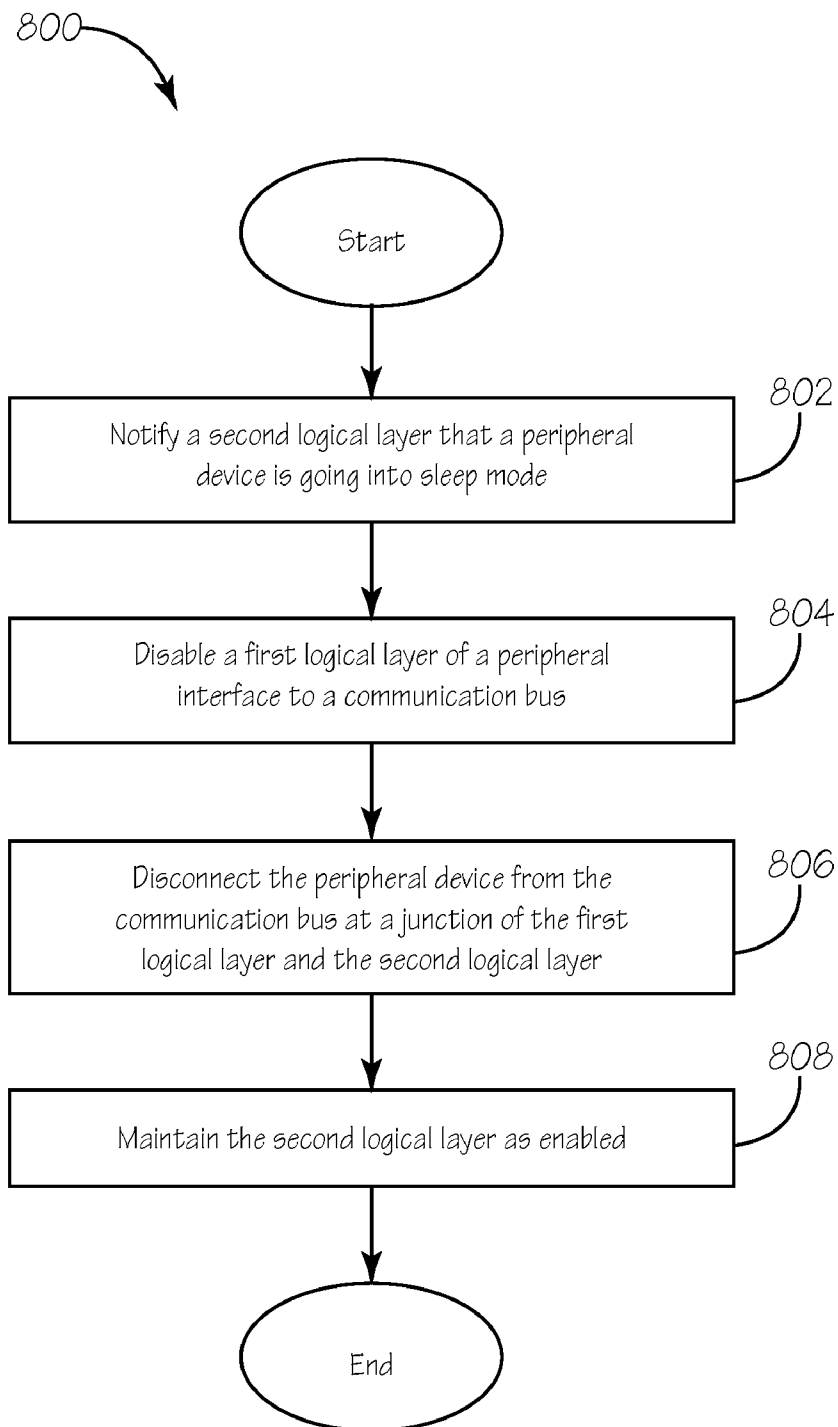 800
Start
802
Notify a second logical layer that a peripheral
device is going into sleep mode
804
Disable a first logical layer of a peripheral
interface to a communication bus
806
Disconnect the peripheral device from the
communication bus at a junction of the first
logical layer and the second logical layer
808
Maintain the second logical layer as enabled
End